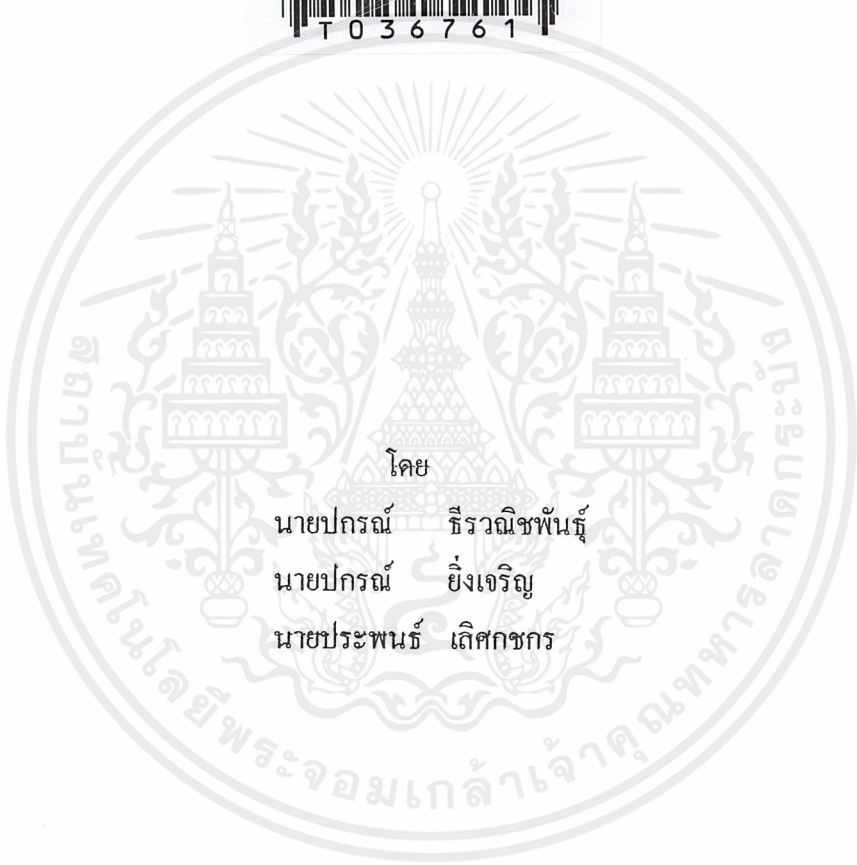 T036761
โดย
นายปกรณ์ ธีรวณิชพันธุ์
นายปกรณ์ ยิ่งเจริญ
นายประพนธ์ เลิศกชกร
สถาบันเทคโนโลยีพระจอมเกล้าเจ้าคุณทหารลาดกระบัง